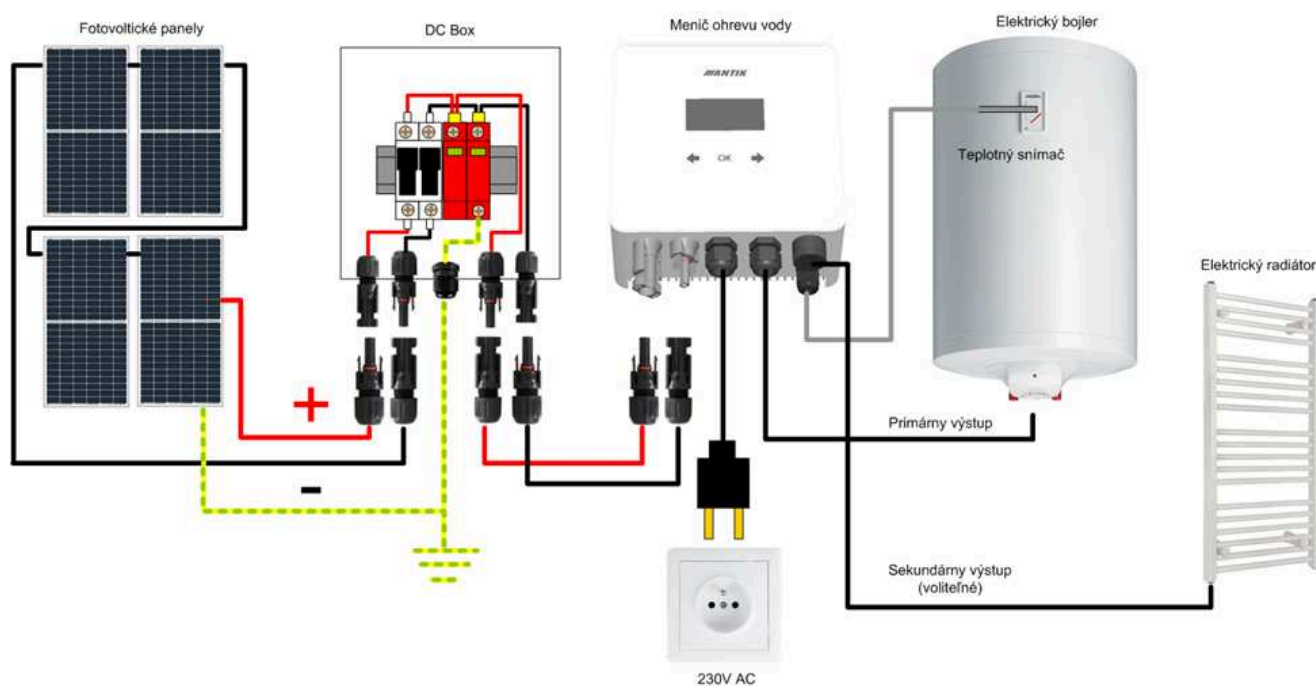 Fotovoltické panely
DC Box
Menič ohrevu vody
Elektrický bojler
ANTIK
OK
Teplotný snímač
Elektrický radiátor
+
-
Primárny výstup
Sekundárny výstup
(voliteľné)
230V AC